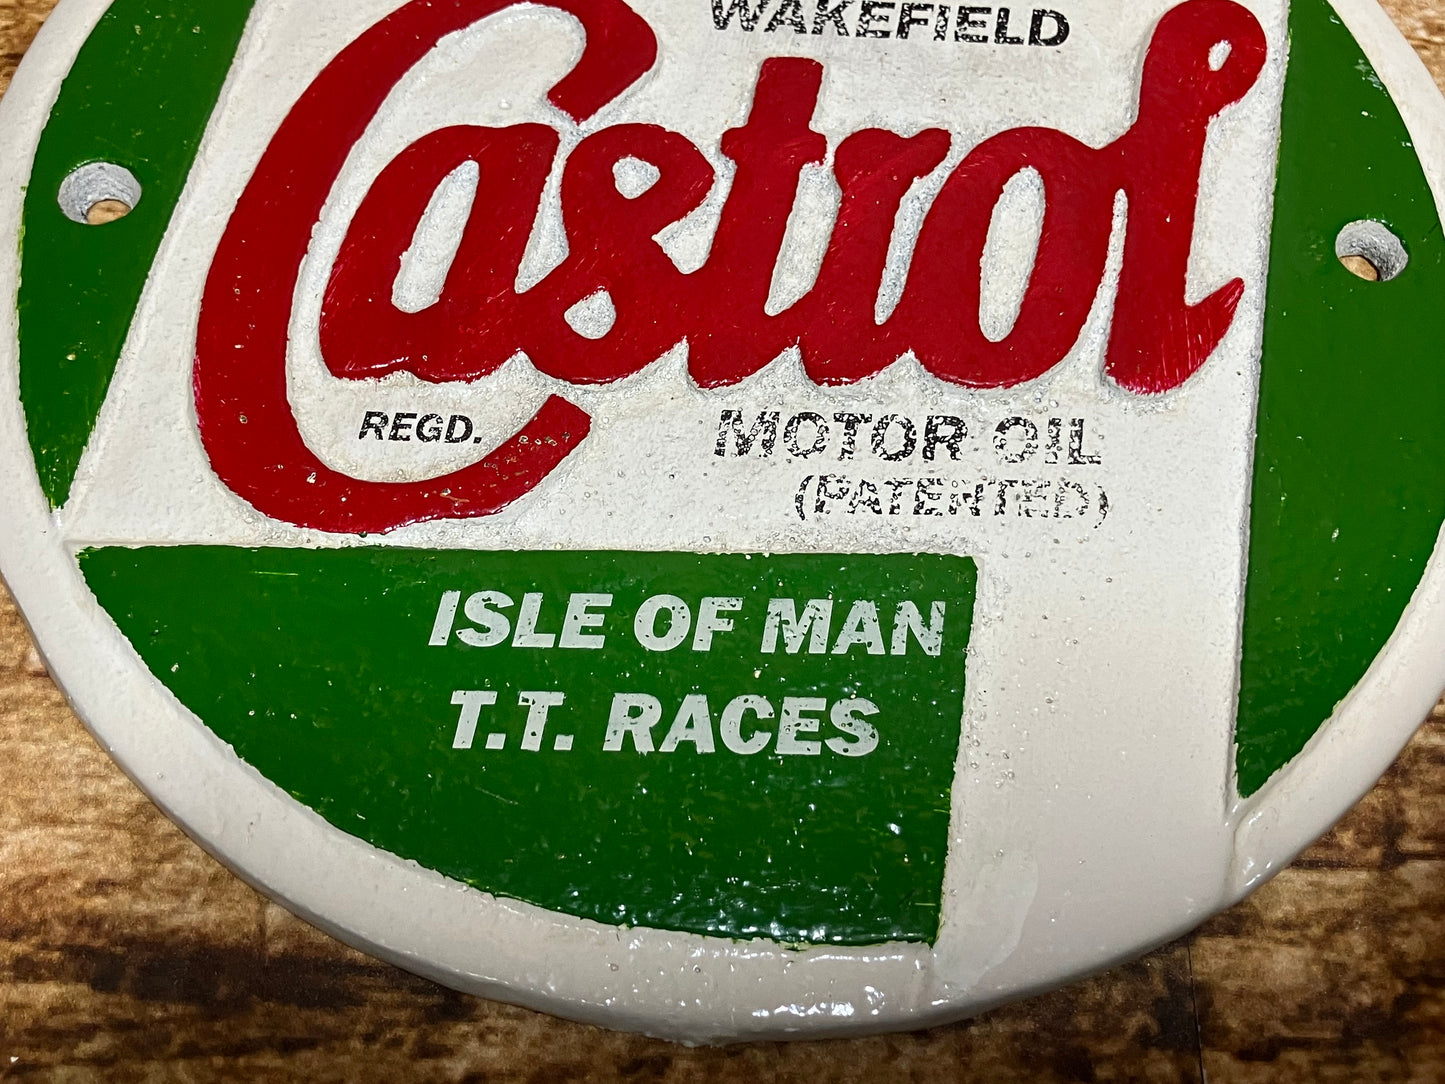 WAKEFIELD
Castrol
REGD.
MOTOR OIL
(PATENTED)
ISLE OF MAN
T.T. RACES